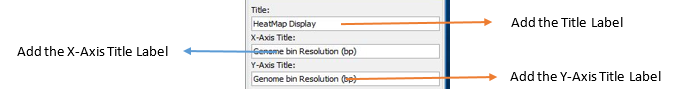 Title:
HeatMap Display
Add the Title Label
X-Axis Title:
Add the X-Axis Title Label
Genome bin Resolution (bp)
Y-Axis Title:
Genome bin Resolution (bp)
Add the Y-Axis Title Label